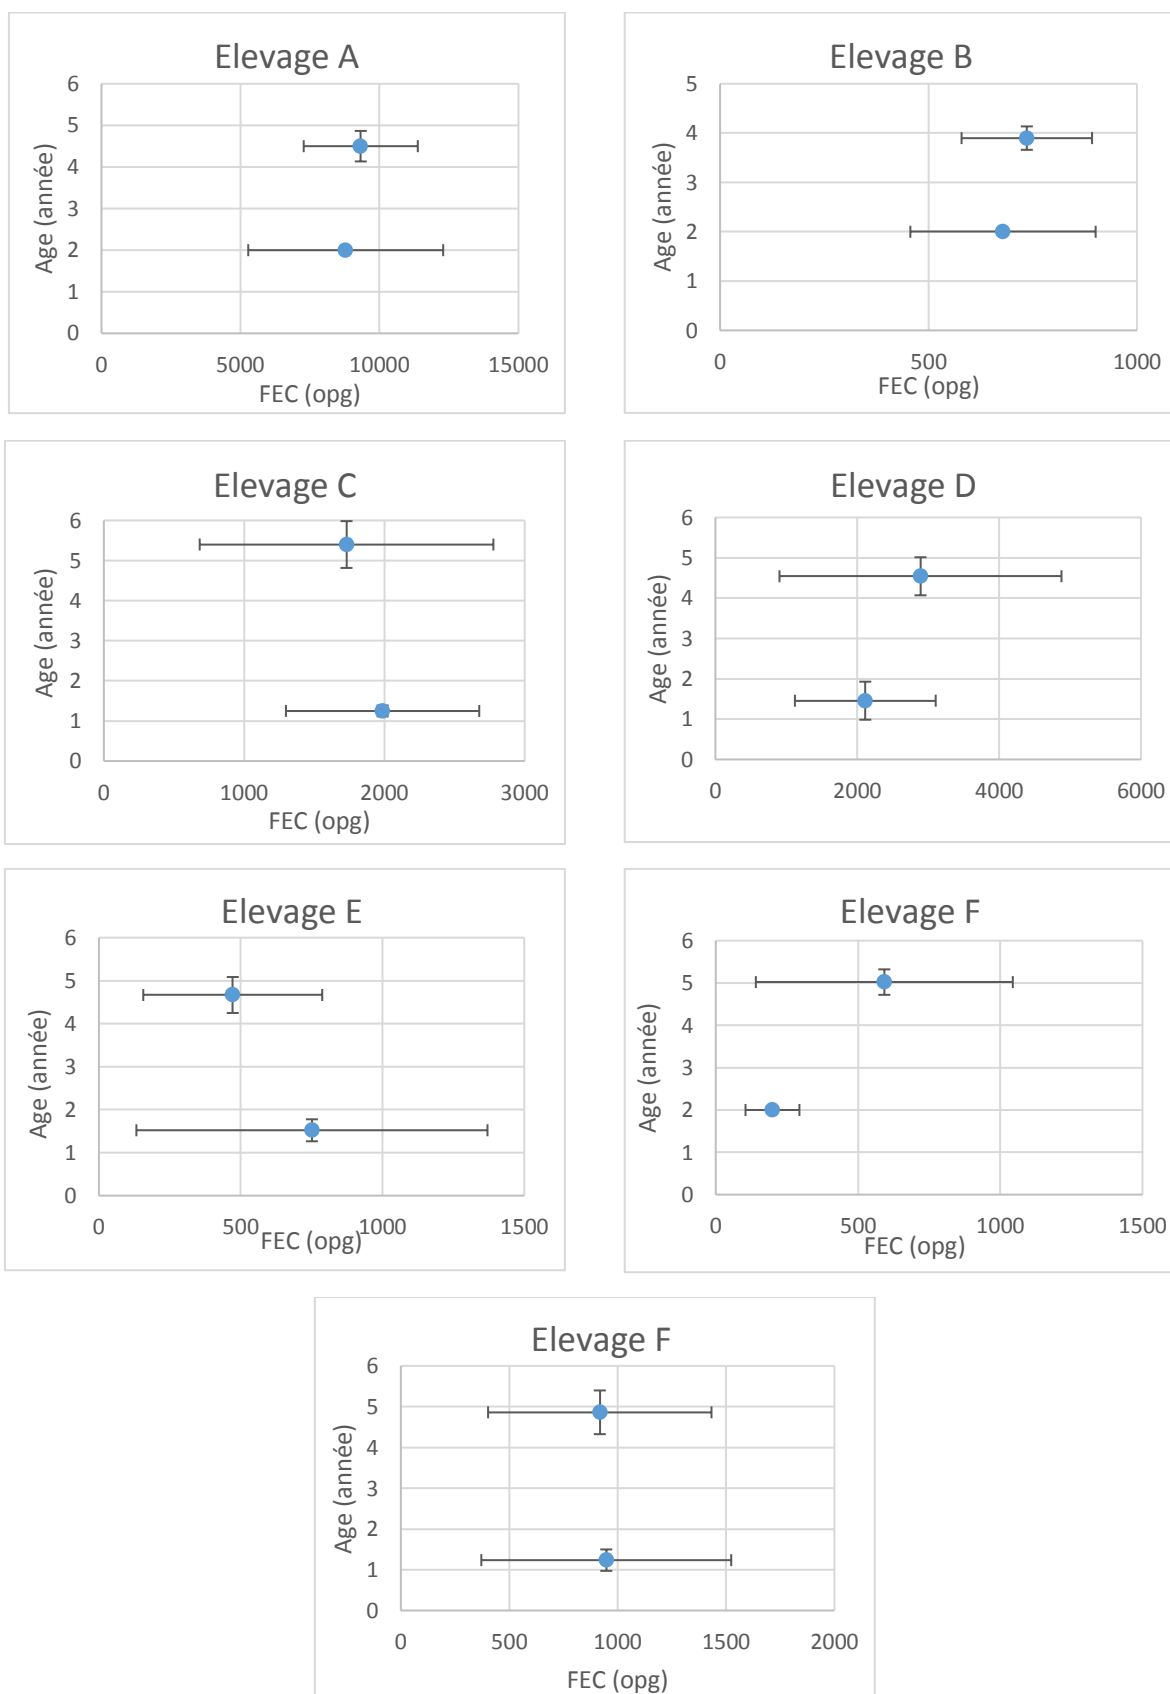 Elevage A
6
5
4
3
2
1
0
Age (année)
0 5000 10000 15000
FEC (opg)
Elevage B
5
4
3
2
1
0
Age (année)
0 500 1000
FEC (opg)
Elevage C
6
5
4
3
2
1
0
Age (année)
0 1000 2000 3000
FEC (opg)
Elevage D
6
5
4
3
2
1
0
Age (année)
0 2000 4000 6000
Elevage E
6
5
4
3
2
1
0
Age (année)
0 500 1000 1500
FEC (opg)
Elevage F
6
5
4
3
2
1
0
Age (année)
0 500 1000 1500
FEC (opg)
Elevage F
6
5
4
3
2
1
0
Age (année)
0 500 1000 1500 2000
FEC (opg)